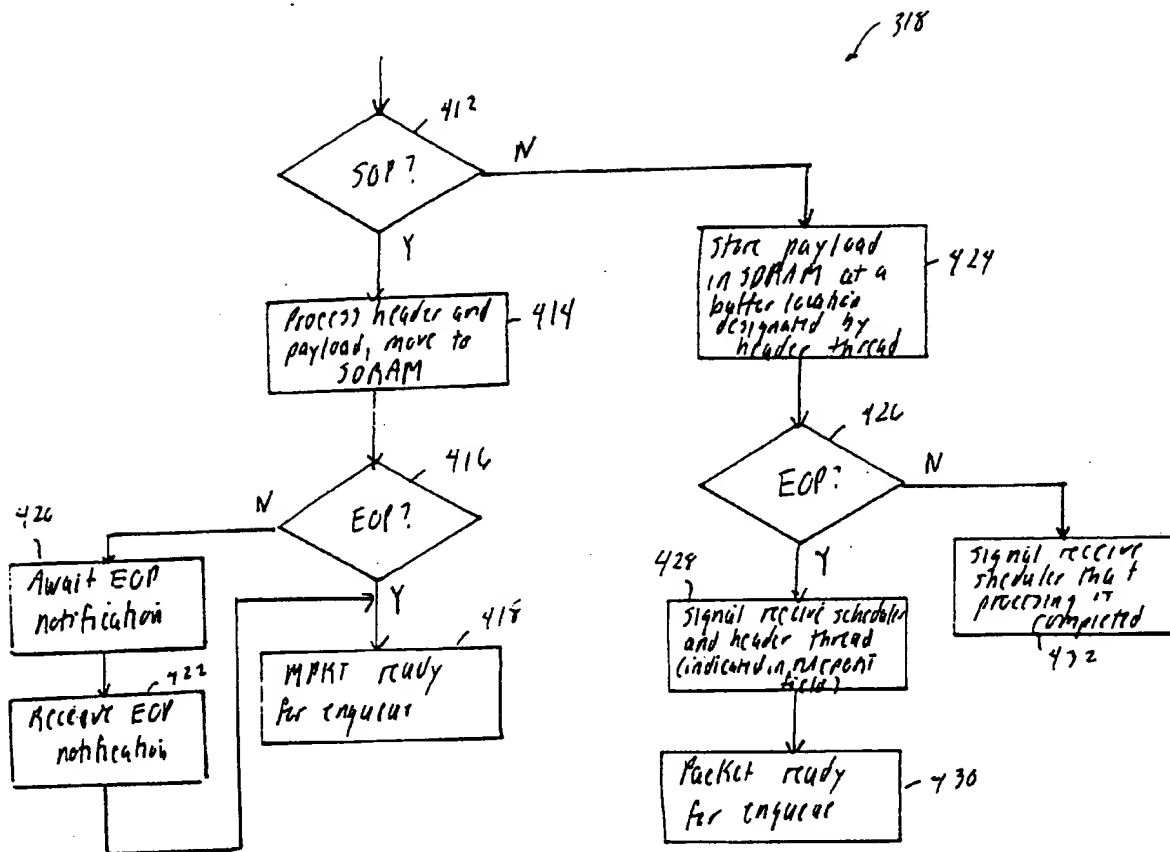 318
412
SOP?
N
Y
Process header and
payload, move to
SDRAM
414
416
EOP?
N
Y
420
Await EOP
notification
422
Receive EOP
notification
418
MPKT ready
for enqueue
Store payload
in SDRAM at a
buffer location
designated by
header thread
424
426
EOP?
N
Y
428
Signal receive scheduler
and header thread
(indicated in
field)
Signal receive
sheduler that
processing is
completed
432
Packet ready
for enqueue
430